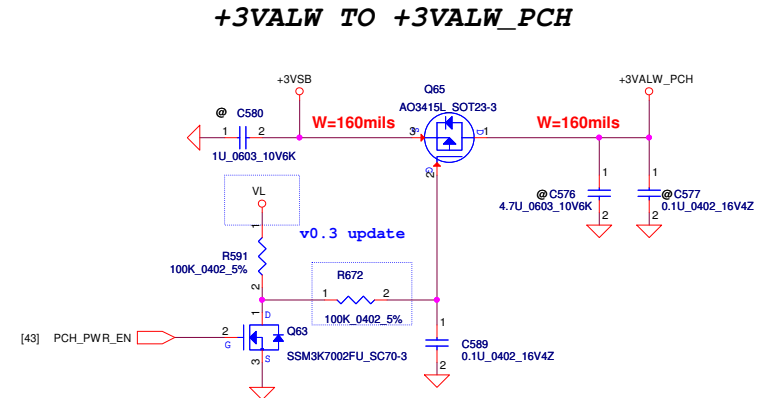 +3VALW TO +3VALW_PCH
+3VSB
+3VALW_PCH
Q65
AO3415L_SOT23-3
@ C580
1 2
1U_0603_10V6K
W=160mils
3 S
D 1
G
2
W=160mils
1
@ C576
4.7U_0603_10V6K
2
1
@ C577
0.1U_0402_16V4Z
2
VL
v0.3 update
1
R591
100K_0402_5%
2
R672
1 2
100K_0402_5%
1
D
Q63
[43] PCH_PWR_EN
2
G
S
3
SSM3K7002FU_SC70-3
1
C589
0.1U_0402_16V4Z
2